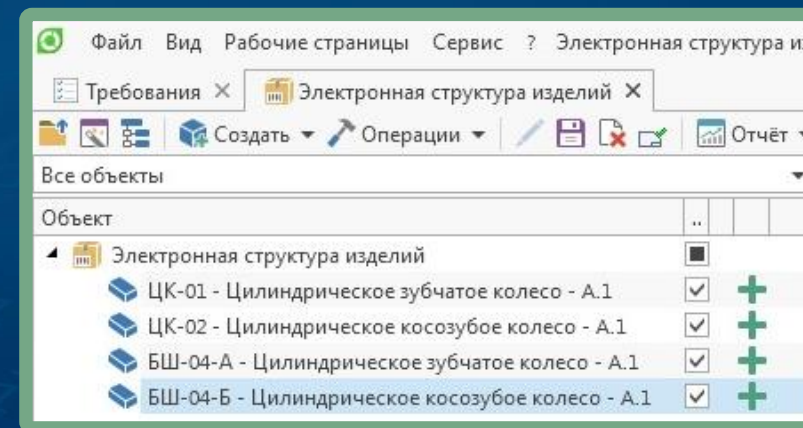 Файл Вид Рабочие страницы Сервис ? Электронная структура
Требования × Электронная структура изделий ×
Создать Операции Отчёт
Все объекты
Объект ..
Электронная структура изделий
ЦК-01 - Цилиндрическое зубчатое колесо - А.1
ЦК-02 - Цилиндрическое косозубое колесо - А.1
БШ-04-А - Цилиндрическое зубчатое колесо - А.1
БШ-04-Б - Цилиндрическое косозубое колесо - А.1